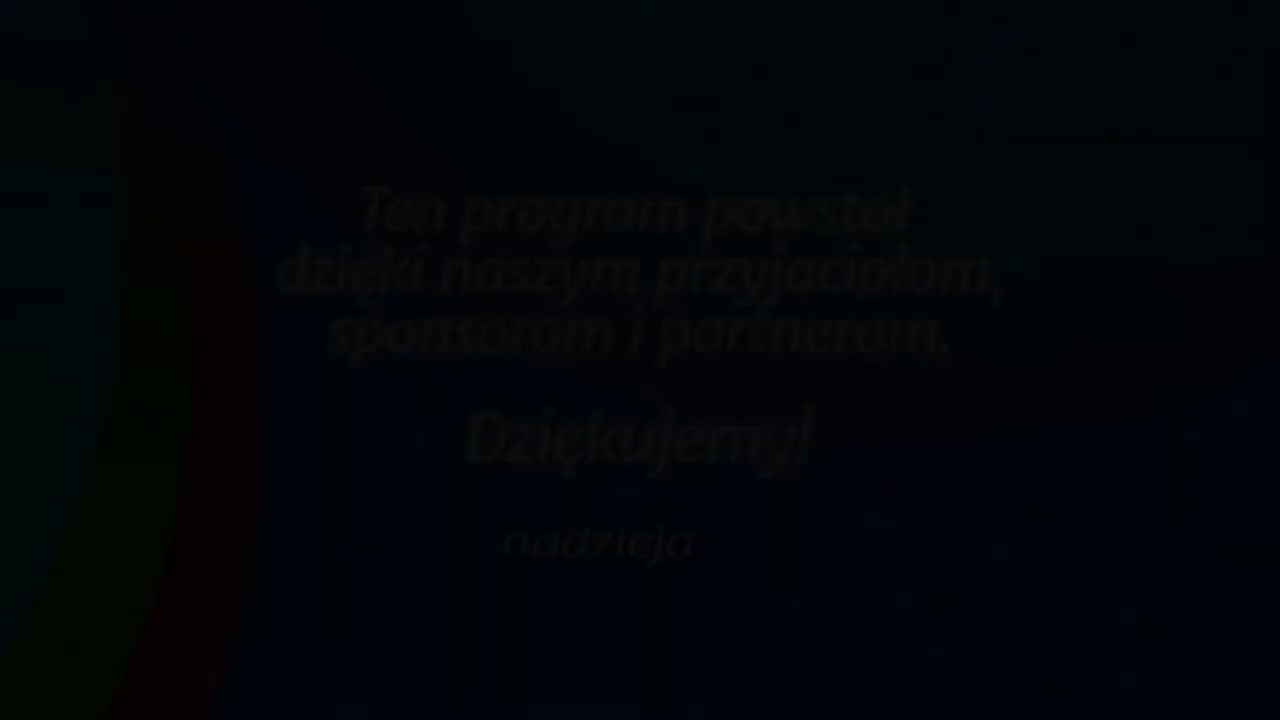 Ten program powstał
dzięki naszym przyjaciołom,
sponsorom i partnerom.
Dziękujemy!
nadzieja